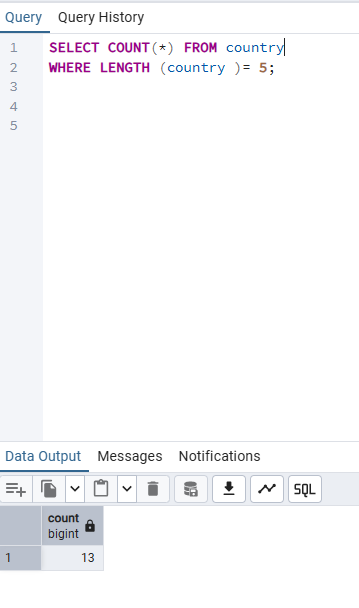 Query Query History
1 SELECT COUNT(*) FROM country
2 WHERE LENGTH (country )= 5;
3
4
5
Data Output Messages Notifications
SQL
count
bigint
1 13